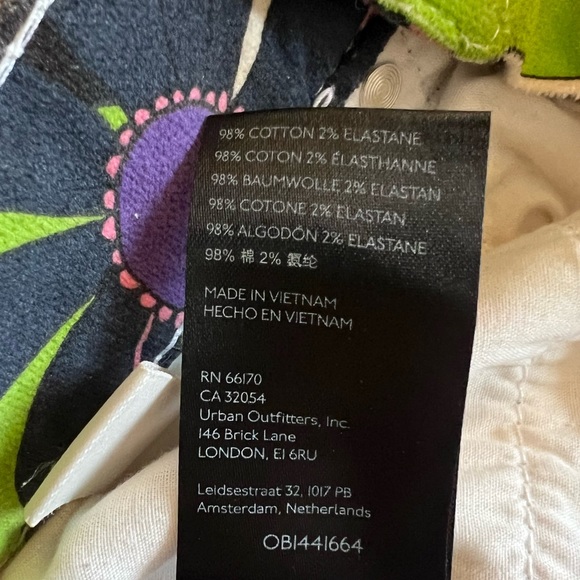 98% COTTON 2% ELASTANE
98% COTON 2% ÉLASTHANNE
98% BAUMWOLLE 2% ELASTAN
98% COTONE 2% ELASTAN
98% ALGODÓN 2% ELASTANE
98% 棉 2% 氨纶
MADE IN VIETNAM
HECHO EN VIETNAM
RN 66170
CA 32054
Urban Outfitters, Inc.
146 Brick Lane
LONDON, E1 6RU
Leidsestraat 32, 1017 PB
Amsterdam, Netherlands
OB1441664